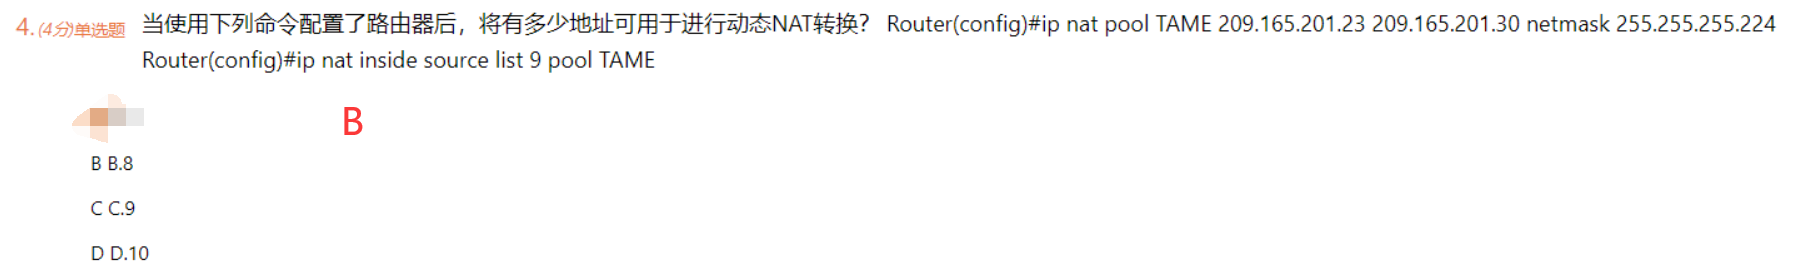 4.(4分)单选题 当使用下列命令配置了路由器后，将有多少地址可用于进行动态NAT转换？ Router(config)#ip nat pool TAME 209.165.201.23 209.165.201.30 netmask 255.255.255.224
Router(config)#ip nat inside source list 9 pool TAME
B
B B.8
C C.9
D D.10